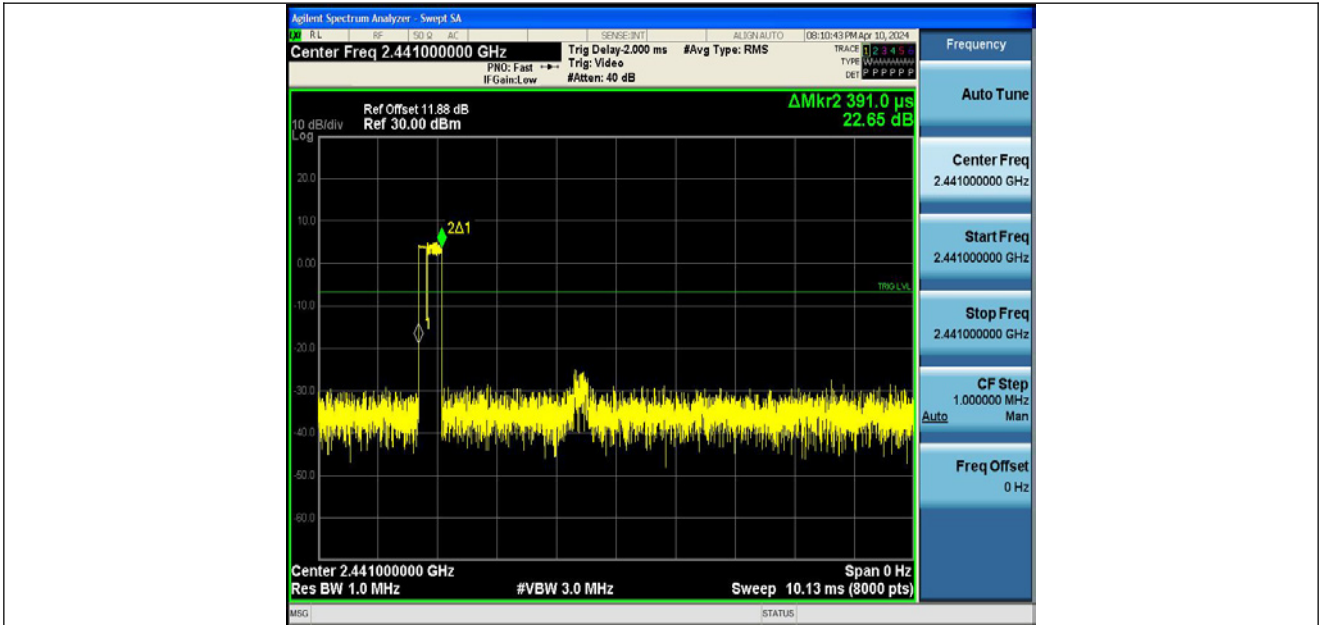 Agilent Spectrum Analyzer - Swept SA
RL RF 50 Ω AC SENSE:INT ALIGN AUTO 08:10:43 PM Apr 10, 2024
Center Freq 2.441000000 GHz
PNO: Fast
IFGain:Low
Trig Delay-2.000 ms
Trig: Video
#Atten: 40 dB
#Avg Type: RMS
TRACE 1 2 3 4 5 6
TYPE
DET P P P P P P
ΔMkr2 391.0 µs
22.65 dB
Ref Offset 11.88 dB
10 dB/div Ref 30.00 dBm
Log
20.0
10.0
2Δ1
0.00
TRIG LVL
-10.0
-20.0
-30.0
-40.0
-50.0
-60.0
Center 2.441000000 GHz Span 0 Hz
Res BW 1.0 MHz #VBW 3.0 MHz Sweep 10.13 ms (8000 pts)
MSG STATUS
Frequency
Auto Tune
Center Freq
2.441000000 GHz
Start Freq
2.441000000 GHz
Stop Freq
2.441000000 GHz
CF Step
1.000000 MHz
Auto Man
Freq Offset
0 Hz